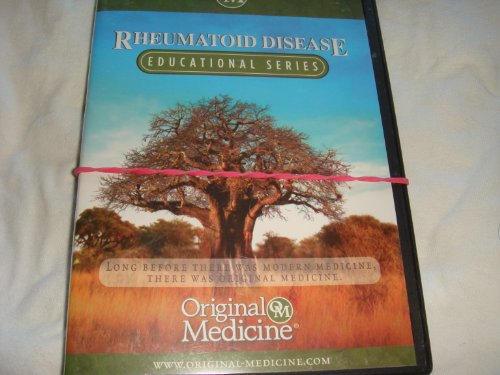 RHEUMATOID DISEASE
EDUCATIONAL SERIES
LONG BEFORE THERE WAS MODERN MEDICINE,
THERE WAS ORIGINAL MEDICINE.
Original OM
Medicine®
WWW.ORIGINAL-MEDICINE.COM